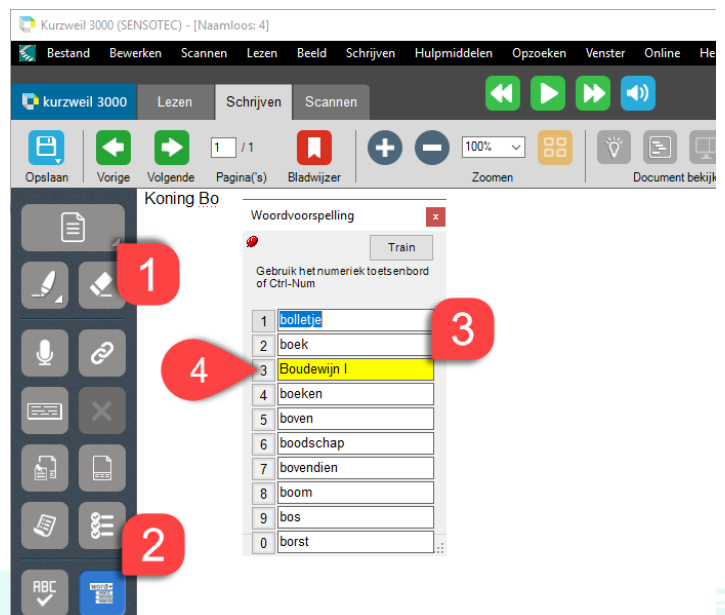 Kurzweil 3000 (SENSOTEC) - [Naamloos: 4]
Bestand Bewerken Scannen Lezen Beeld Schrijven Hulpmiddelen Opzoeken Venster Online He
kurzweil 3000 Lezen Schrijven Scannen
1 / 1 100%
Opslaan Vorige Volgende Pagina('s) Bladwijzer Zoomen Document bekijk
Koning Bo
Woordvoorspelling x
Train
Gebruik het numeriek toetsenbord
of Ctrl-Num
1 bolletje
2 boek
3 Boudewijn I
4 boeken
5 boven
6 boodschap
7 bovendien
8 boom
9 bos
0 borst
1
3
4
2
ABC
word